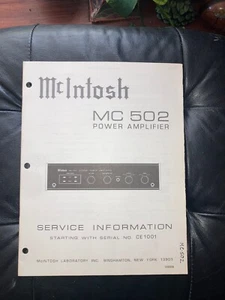 McIntosh
MC 502
POWER AMPLIFIER
SERVICE INFORMATION
STARTING WITH SERIAL NO. CE1001
McINTOSH LABORATORY INC. BINGHAMTON, NEW YORK 13903